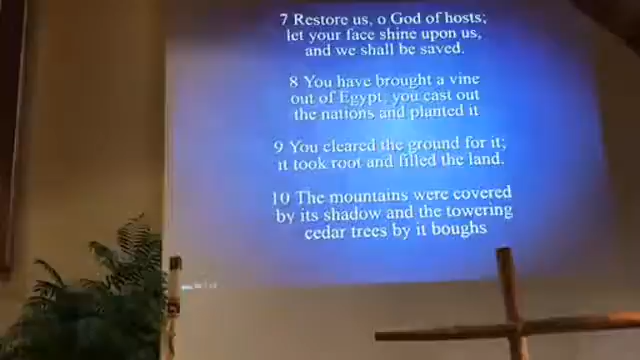 7 Restore us, o God of hosts;
let your face shine upon us,
and we shall be saved.
8 You have brought a vine
out of Egypt; you cast out
the nations and planted it
9 You cleared the ground for it;
it took root and filled the land.
10 The mountains were covered
by its shadow and the towering
cedar trees by it boughs